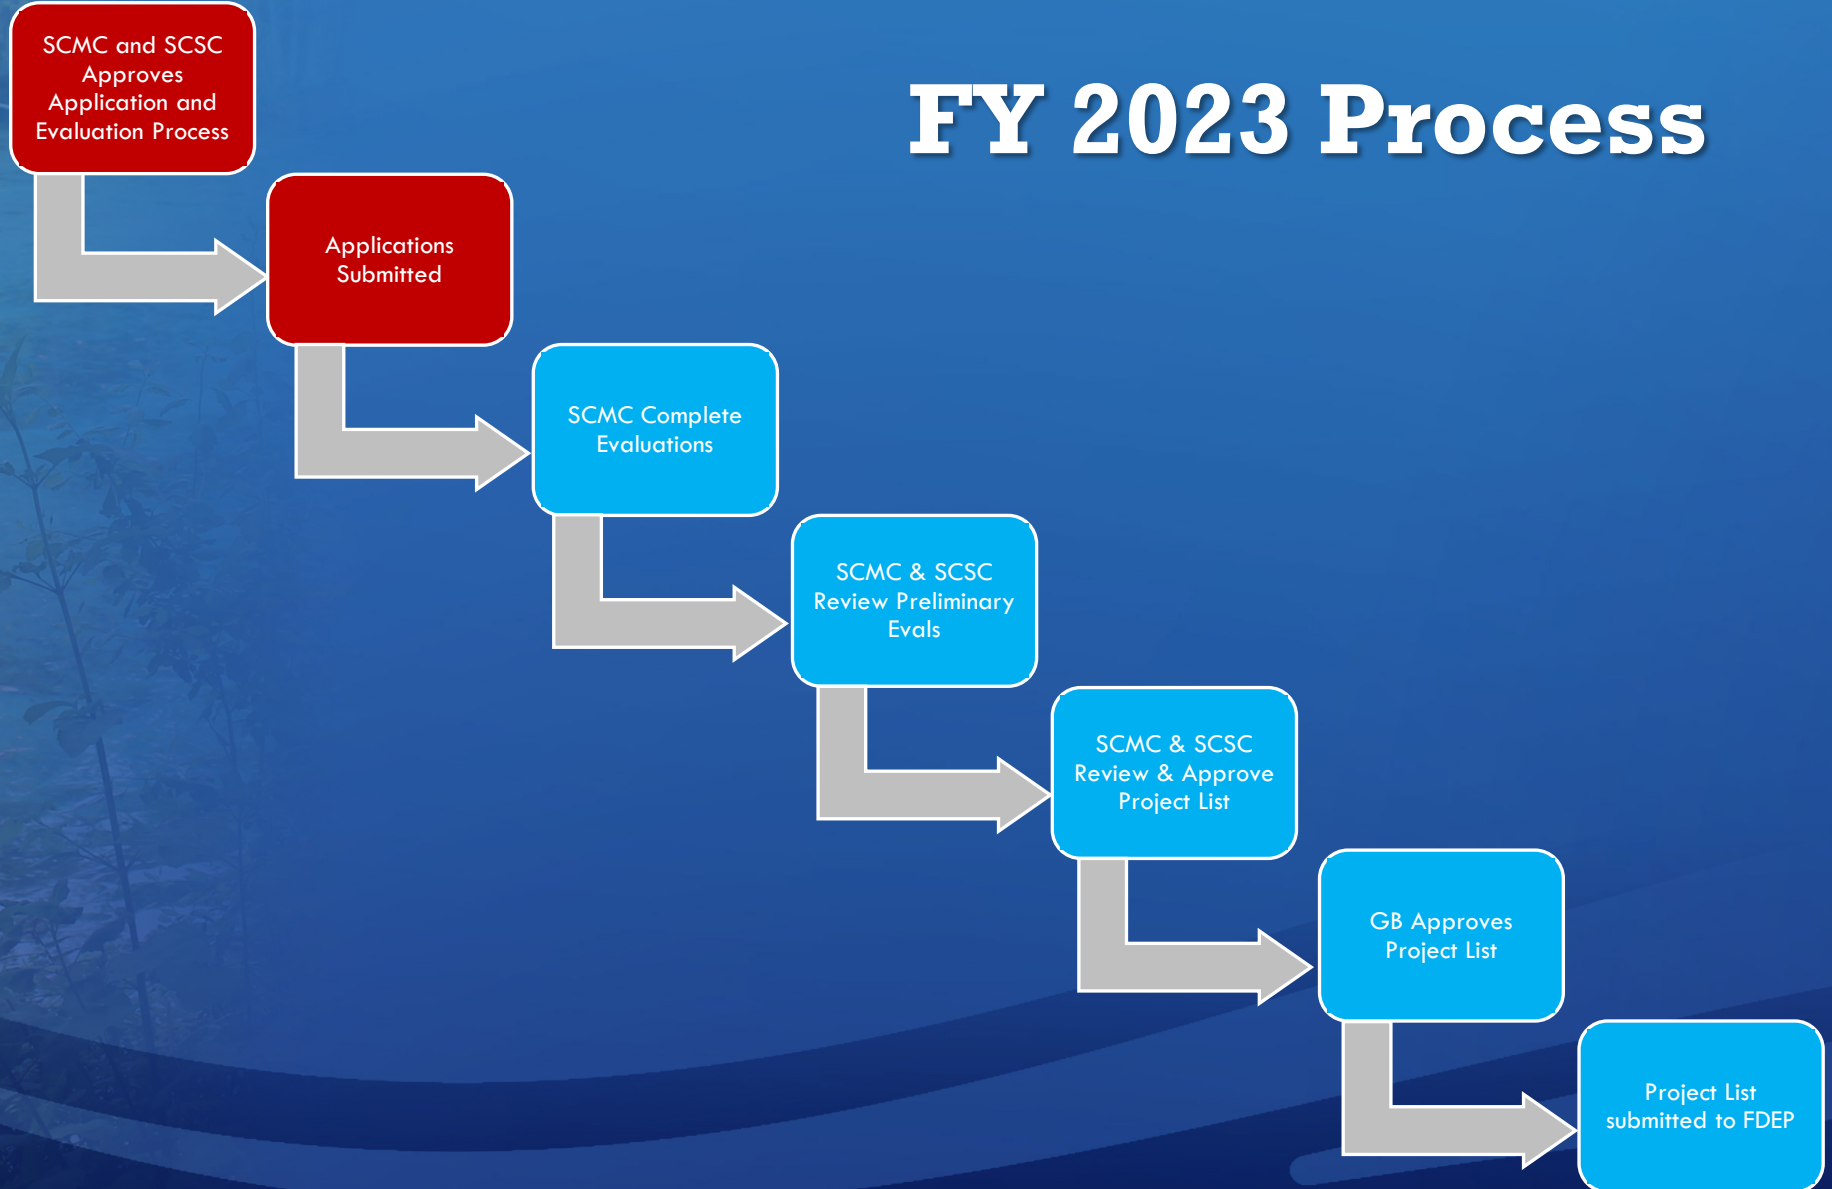 FY 2023 Process
SCMC and SCSC
Approves
Application and
Evaluation Process
Applications
Submitted
SCMC Complete
Evaluations
SCMC & SCSC
Review Preliminary
Evals
SCMC & SCSC
Review & Approve
Project List
GB Approves
Project List
Project List
submitted to FDEP